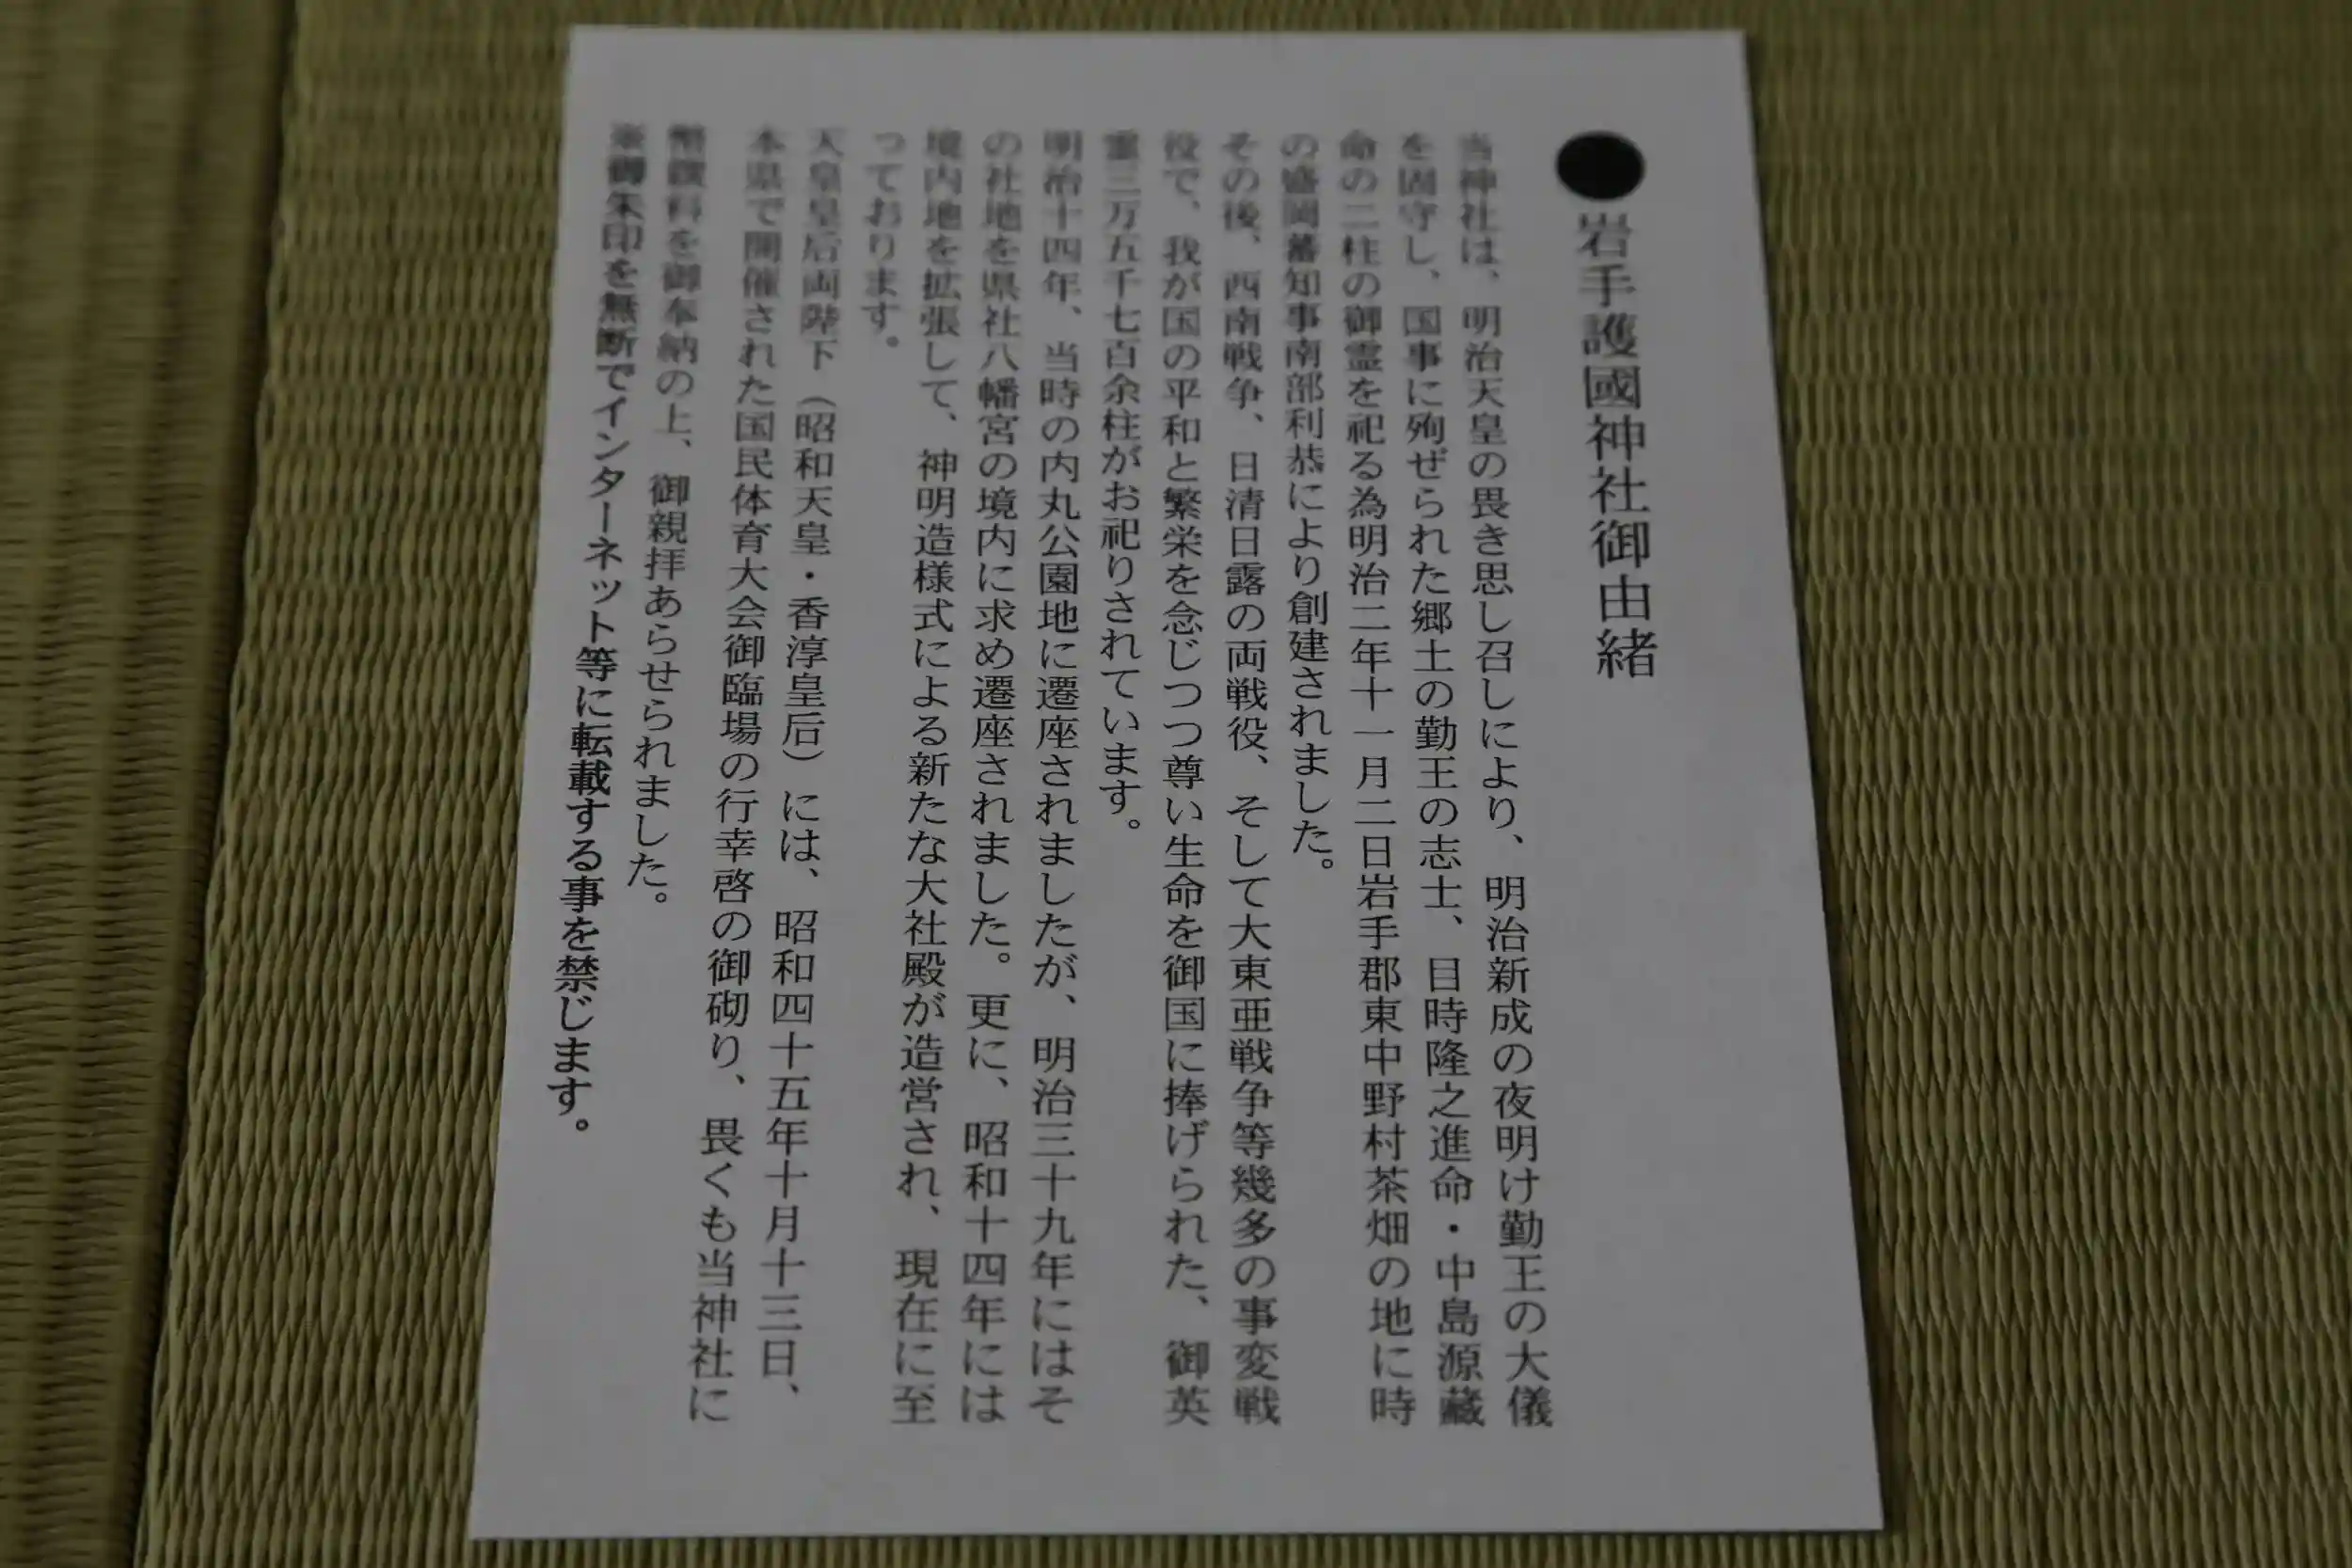 ●岩手護國神社御由緒
当神社は、明治天皇の畏き思し召しにより、明治新成の夜明け勤王の大儀
を固守し、国事に殉ぜられた郷土の勤王の志士、目時隆之進命・中島源蔵
命の二柱の御霊を祀る為明治二年十一月二日岩手郡東中野村茶畑の地に時
の盛岡藩知事南部利恭により創建されました。
その後、西南戦争、日清日露の両戦役、そして大東亜戦争等幾多の事変戦
役で、我が国の平和と繁栄を念じつつ尊い生命を御国に捧げられた、御英
霊三万五千七百余柱がお祀りされています。
明治十四年、当時の内丸公園地に遷座されましたが、明治三十九年にはそ
の社地を県社八幡宮の境内に求め遷座されました。更に、昭和十四年には
境内地を拡張して、神明造様式による新たな大社殿が造営され、現在に至
っております。
天皇皇后両陛下（昭和天皇・香淳皇后）には、昭和四十五年十月十三日、
本県で開催された国民体育大会御臨場の行幸啓の御砌り、畏くも当神社に
幣饌料を御奉納の上、御親拝あらせられました。
※御朱印を無断でインターネット等に転載する事を禁じます。